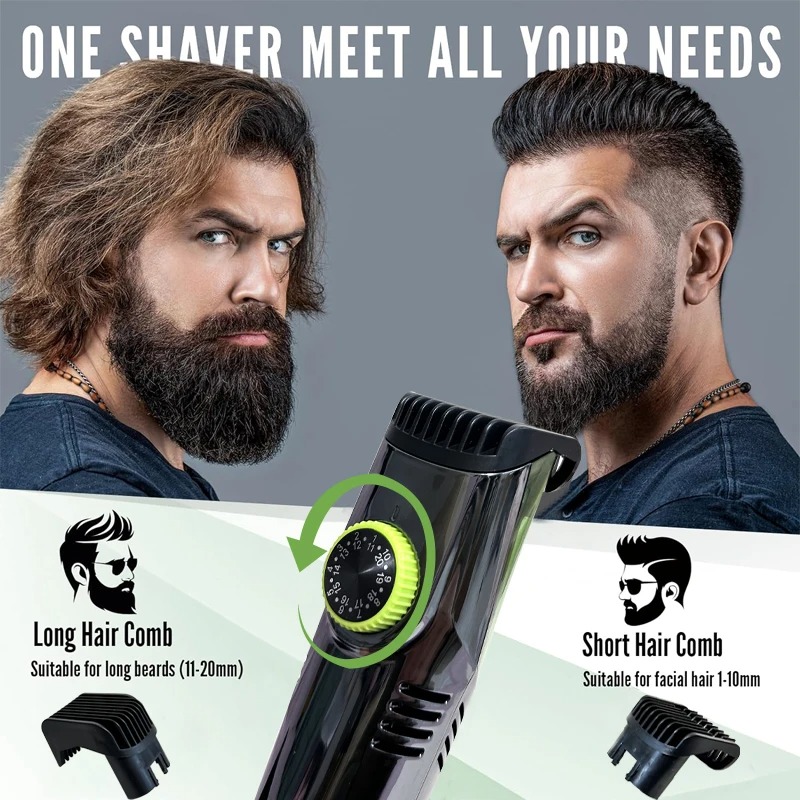 ONE SHAVER MEET ALL YOUR NEEDS
Long Hair Comb
Suitable for long beards (11-20mm)
Short Hair Comb
Suitable for facial hair 1-10mm